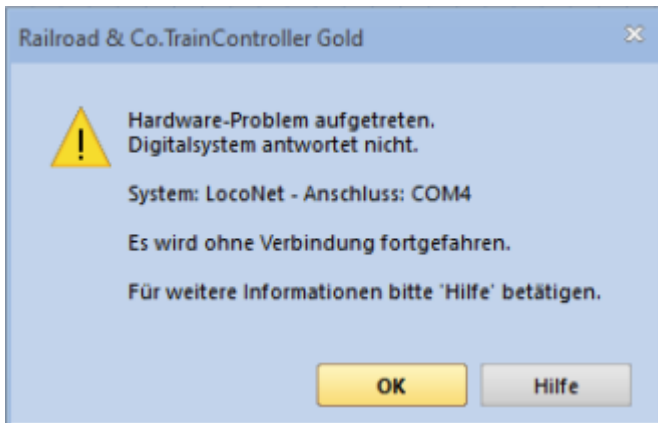 Railroad & Co.TrainController Gold
Hardware-Problem aufgetreten.
Digitalsystem antwortet nicht.
System: LocoNet - Anschluss: COM4
Es wird ohne Verbindung fortgefahren.
Für weitere Informationen bitte 'Hilfe' betätigen.
OK
Hilfe